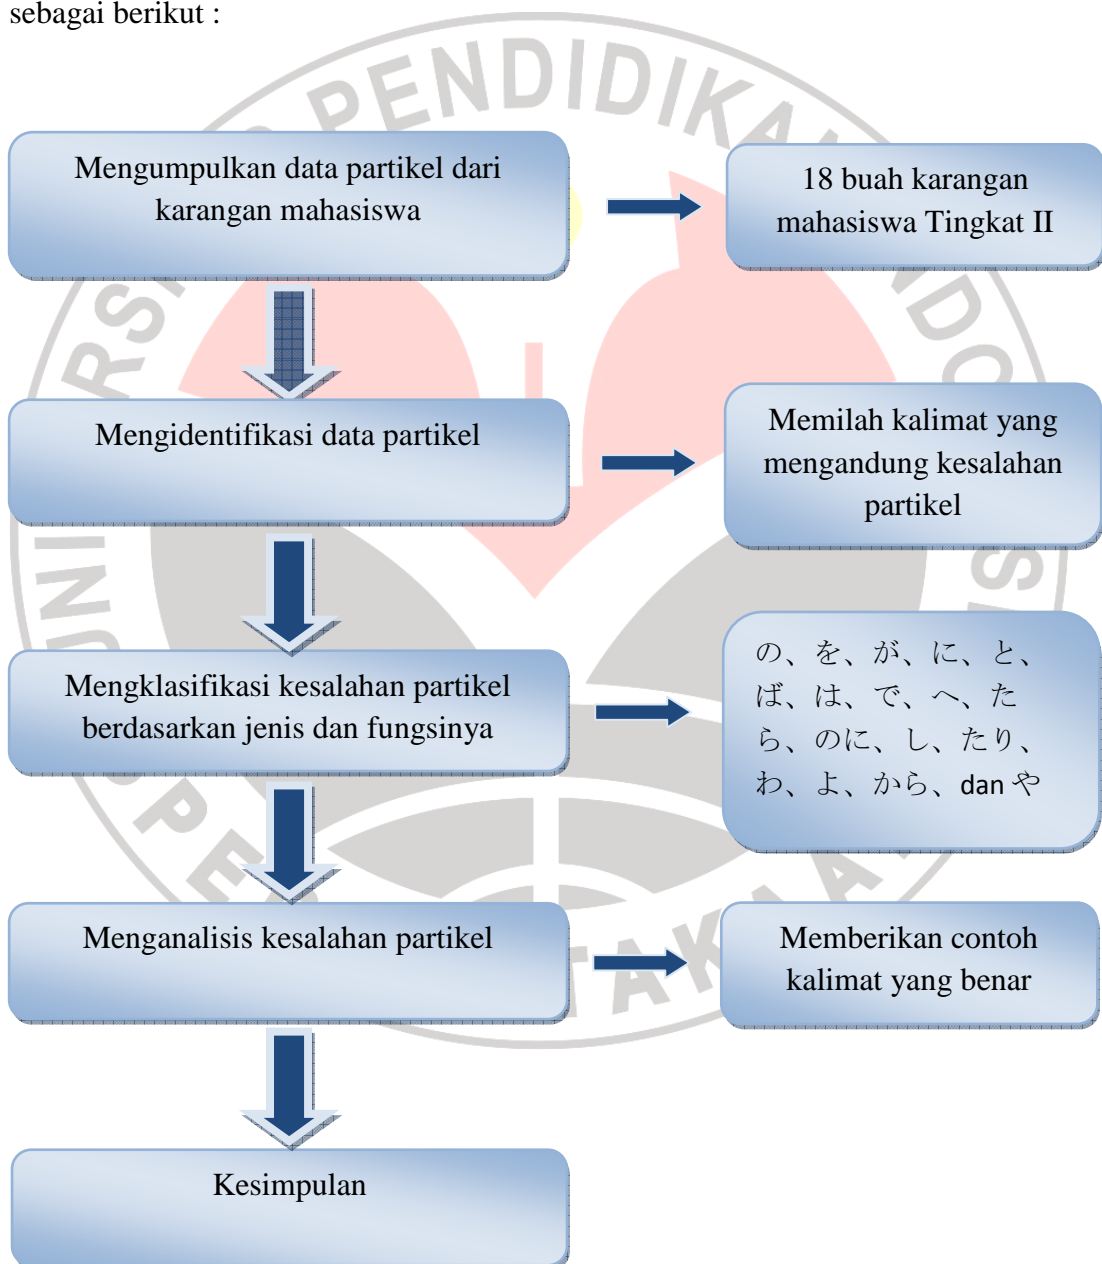 sebagai berikut :
Mengumpulkan data partikel dari
karangan mahasiswa
18 buah karangan
mahasiswa Tingkat II
Mengidentifikasi data partikel
Memilah kalimat yang
mengandung kesalahan
partikel
Mengklasifikasi kesalahan partikel
berdasarkan jenis dan fungsinya
の、を、が、に、と、
ば、は、で、へ、た
ら、のに、し、たり、
わ、よ、から、dan や
Menganalisis kesalahan partikel
Memberikan contoh
kalimat yang benar
Kesimpulan